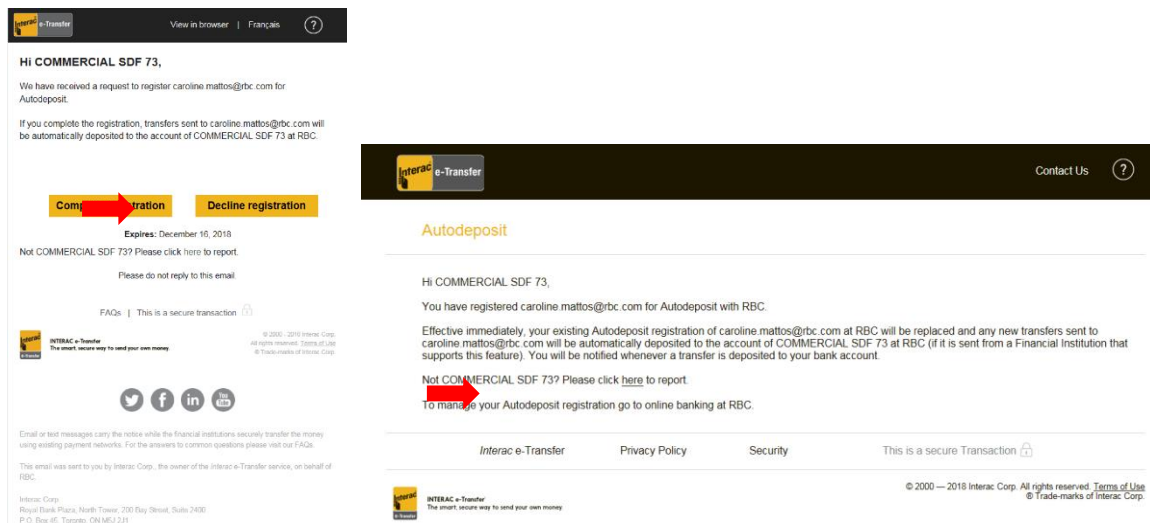 Interac e-Transfer
View in browser | Français ?
Hi COMMERCIAL SDF 73,
We have received a request to register caroline.mattos@rbc.com for
Autodeposit.
If you complete the registration, transfers sent to caroline.mattos@rbc.com will
be automatically deposited to the account of COMMERCIAL SDF 73 at RBC.
Comp tration
Decline registration
Expires: December 16, 2018
Not COMMERCIAL SDF 73? Please click here to report.
Please do not reply to this email
FAQs | This is a secure transaction
Interac e-Transfer
INTERAC e-Transfer
The smart, secure way to send your own money.
© 2000 - 2018 Interac Corp.
All rights reserved. Terms of Use
® Trade-marks of Interac Corp.
You Tube
Email or text messages carry the notice while the financial institutions securely transfer the money
using existing payment networks. For the answers to common questions please visit our FAQs.
This email was sent to you by Interac Corp., the owner of the Interac e-Transfer service, on behalf of
RBC.
Interac Corp.
Royal Bank Plaza, North Tower, 200 Bay Street, Suite 2400
P.O. Box 45, Toronto, ON M5J 2J1
Interac e-Transfer
Contact Us ?
Autodeposit
Hi COMMERCIAL SDF 73,
You have registered caroline.mattos@rbc.com for Autodeposit with RBC.
Effective immediately, your existing Autodeposit registration of caroline.mattos@rbc.com at RBC will be replaced and any new transfers sent to
caroline.mattos@rbc.com will be automatically deposited to the account of COMMERCIAL SDF 73 at RBC (if it is sent from a Financial Institution that
supports this feature). You will be notified whenever a transfer is deposited to your bank account.
Not COMMERCIAL SDF 73? Please click here to report.
To manage your Autodeposit registration go to online banking at RBC.
Interac e-Transfer Privacy Policy Security This is a secure Transaction
Interac e-Transfer
INTERAC e-Transfer
The smart, secure way to send your own money
© 2000 — 2018 Interac Corp. All rights reserved. Terms of Use
® Trade-marks of Interac Corp.